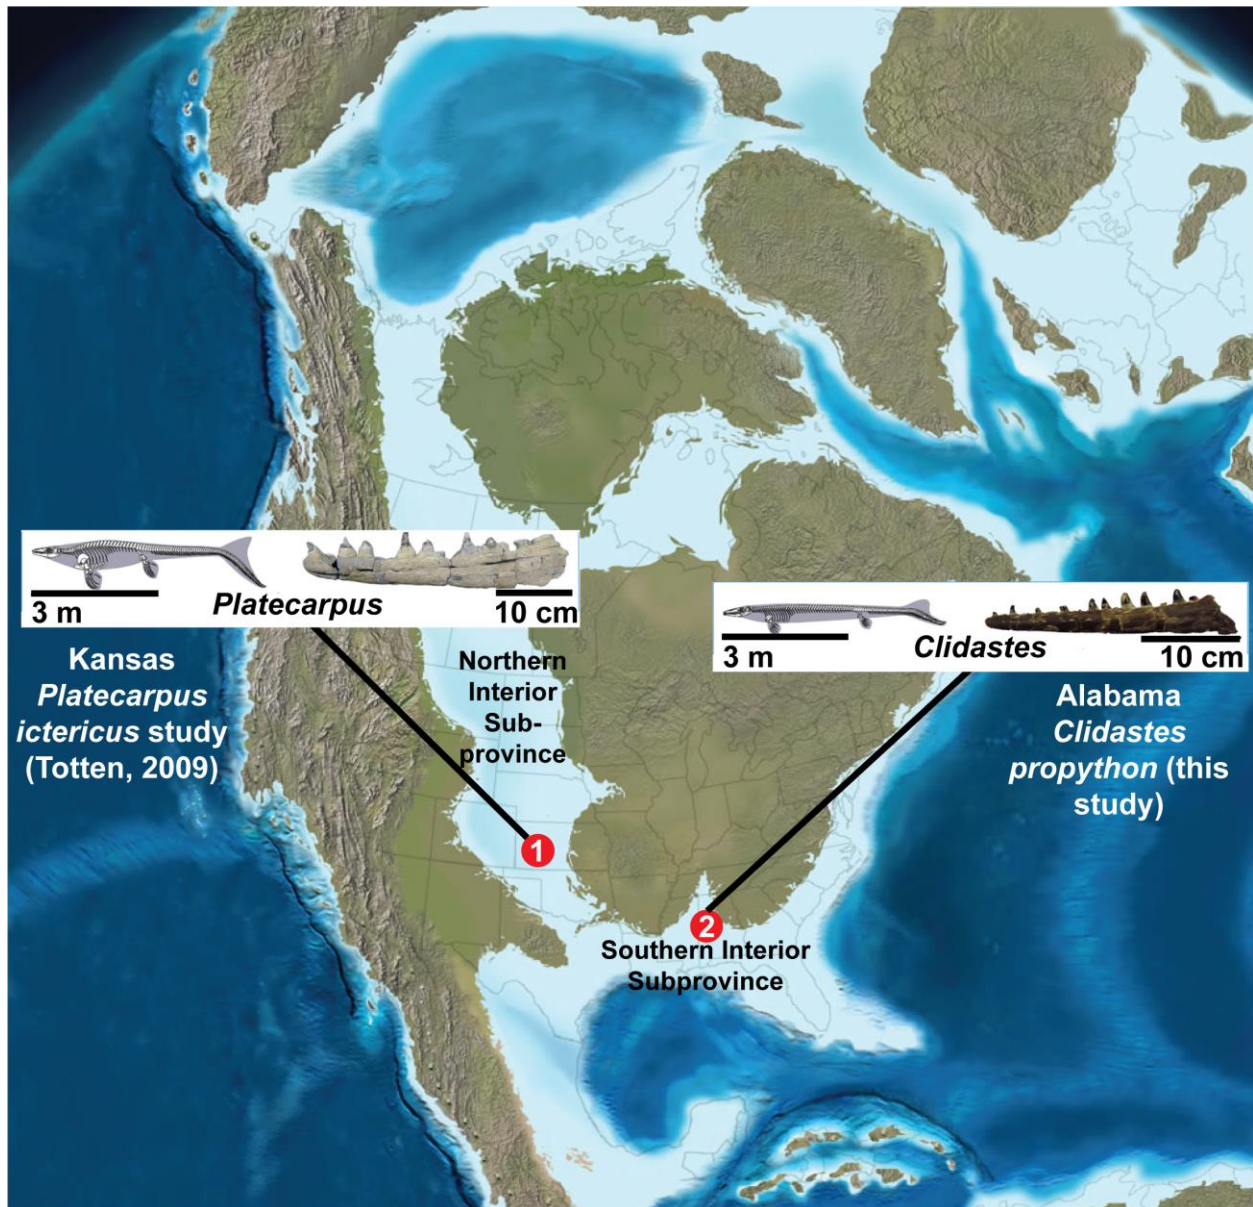 3 m
Platecarpus
10 cm
3 m
Clidastes
10 cm
Kansas
Platecarpus
ictericus study
(Totten, 2009)
Northern
Interior
Sub-
province
Alabama
Clidastes
propython (this
study)
1
2
Southern Interior
Subprovince